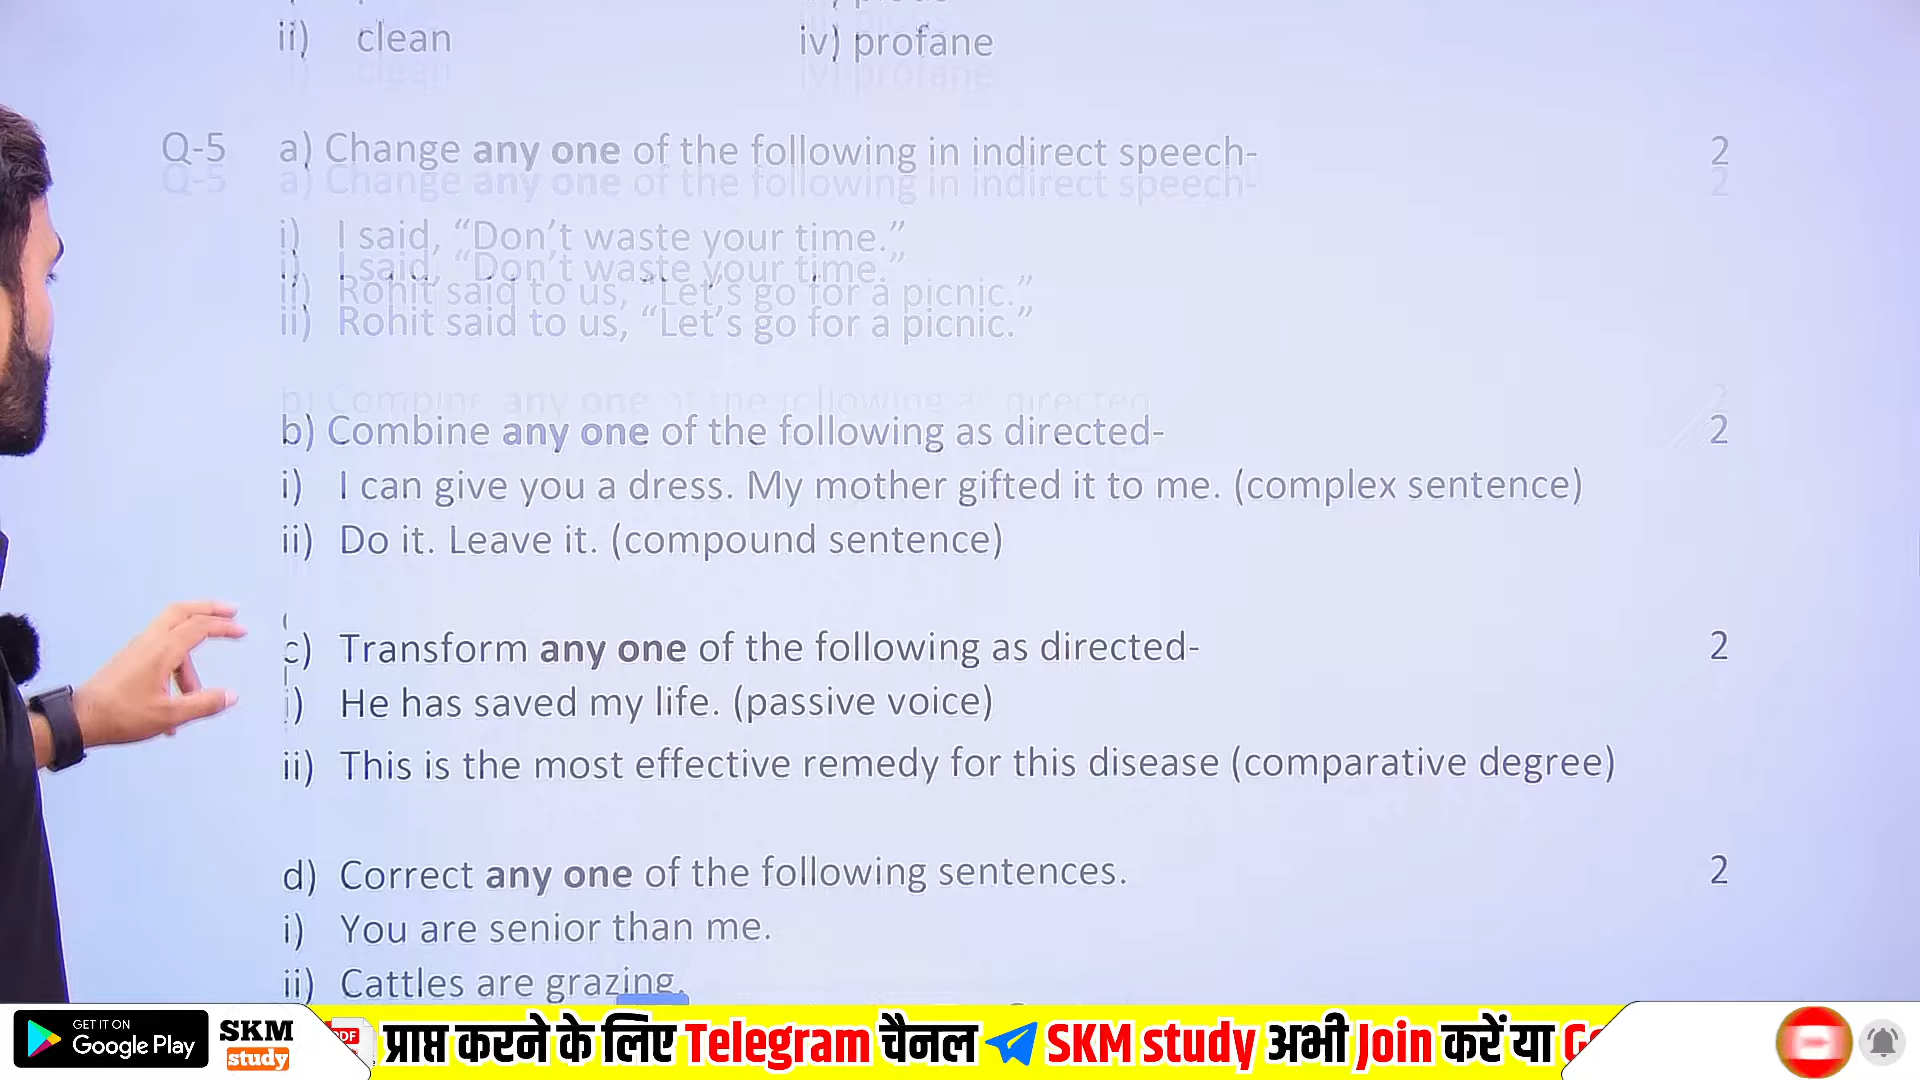 ii) clean iv) profane
Q-5 a) Change any one of the following in indirect speech- 2
i) I said, “Don’t waste your time.”
ii) Rohit said to us, “Let’s go for a picnic.”
b) Combine any one of the following as directed- 2
i) I can give you a dress. My mother gifted it to me. (complex sentence)
ii) Do it. Leave it. (compound sentence)
c) Transform any one of the following as directed- 2
i) He has saved my life. (passive voice)
ii) This is the most effective remedy for this disease (comparative degree)
d) Correct any one of the following sentences. 2
i) You are senior than me.
ii) Cattles are grazing.
GET IT ON
Google Play
SKM
study
PDF प्राप्त करने के लिए Telegram चैनल SKM study अभी Join करें या